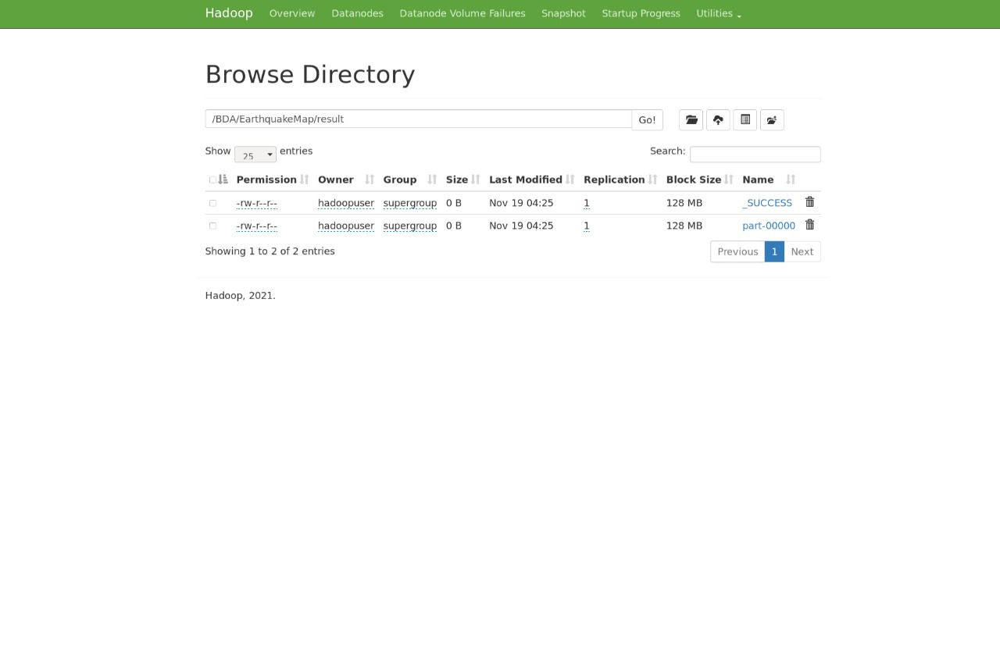 Hadoop Overview Datanodes Datanode Volume Failures Snapshot Startup Progress Utilities
Browse Directory
/BDA/EarthquakeMap/result Go!
Show 25 entries Search:
Permission Owner Group Size Last Modified Replication Block Size Name
-rw-r--r-- hadoopuser supergroup 0 B Nov 19 04:25 1 128 MB _SUCCESS
-rw-r--r-- hadoopuser supergroup 0 B Nov 19 04:25 1 128 MB part-00000
Showing 1 to 2 of 2 entries Previous 1 Next
Hadoop, 2021.